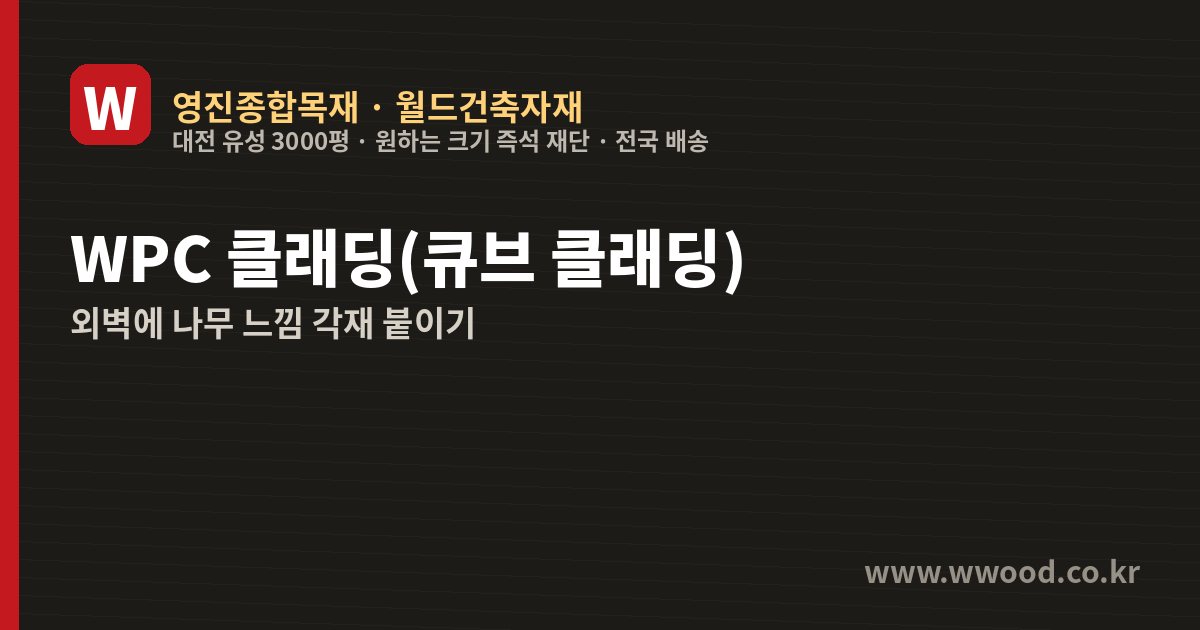 W
영진종합목재 · 월드건축자재
대전 유성 3000평 · 원하는 크기 즉석 재단 · 전국 배송
WPC 클래딩(큐브 클래딩)
외벽에 나무 느낌 각재 붙이기
www.wwood.co.kr